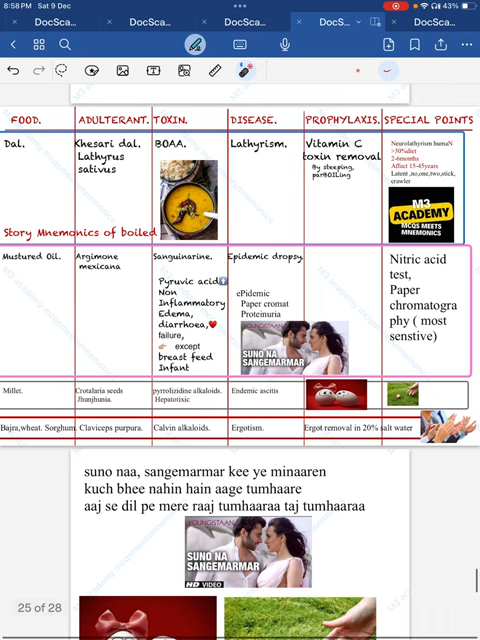 8:58 PM Sat 9 Dec
43%
DocSca...
DocSca...
DocSca...
DocS...
DocSca...
FOOD. ADULTERANT. TOXIN. DISEASE. PROPHYLAXIS. SPECIAL POINTS
Dal. Khesari dal. BOAA. Lathyrism. Vitamin C
Lathyrus toxin removal
sativus By steeping,
parBOILing
Neurolathyrism humaN
>30%diet
2-6months
Affect 15-45years
Latent ,no,one,two,stick,
crawler
M3
ACADEMY
MCQS MEETS
MNEMONICS
Story Mnemonics of boiled
Mustured Oil. Argimone Sanguinarine. Epidemic dropsy.
mexicana
Pyruvic acid
Non
Inflammatory
Edema,
diarrhoea,
failure,
except
breast feed
Infant
ePidemic
Paper cromat
Proteinuria
YOUNGISTAAN
SUNO NA
SANGEMARMAR
Nitric acid
test,
Paper
chromatogra
phy ( most
senstive)
Millet. Crotalaria seeds pyrrolizidine alkaloids. Endemic ascitis
Jhunjhunia. Hepatotixic
Bajra,wheat. Sorghum. Claviceps purpura. Calvin alkaloids. Ergotism. Ergot removal in 20% salt water
suno naa, sangemarmar kee ye minaaren
kuch bhee nahin hain aage tumhaare
aaj se dil pe mere raaj tumhaaraa taj tumhaaraa
YOUNGISTAAN
SUNO NA
SANGEMARMAR
HD VIDEO
25 of 28